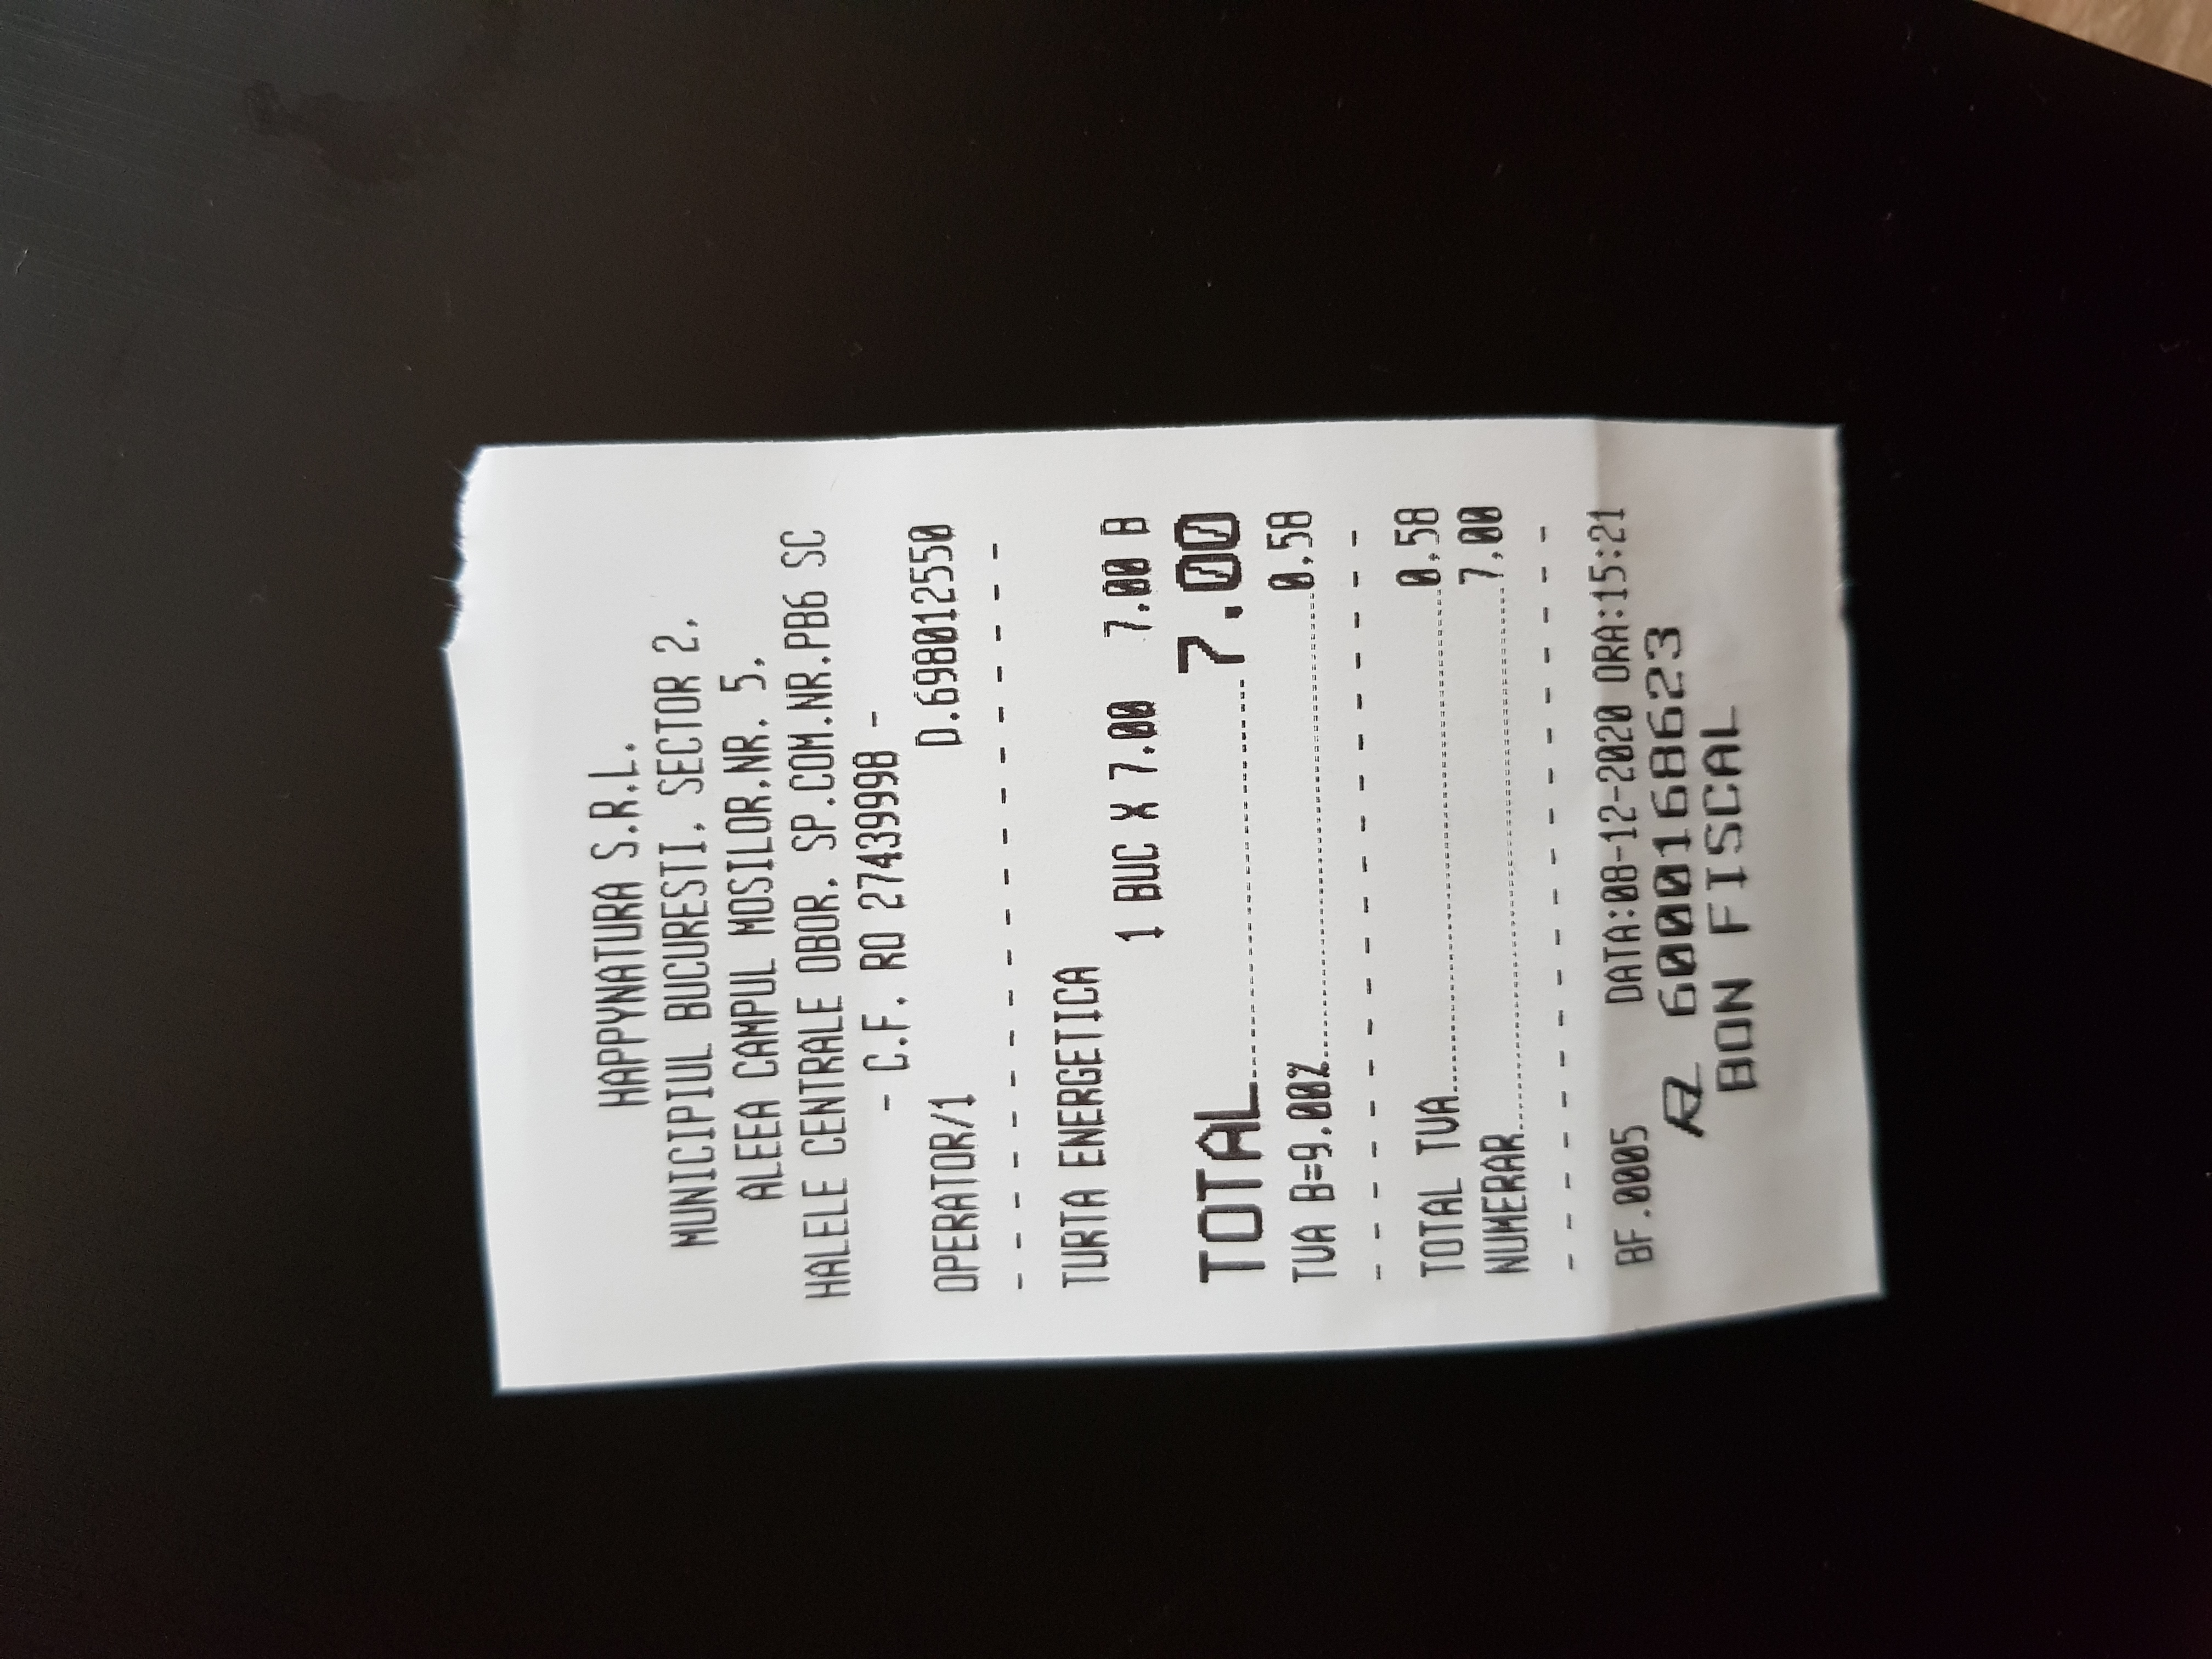 HAPPYNATURA S.R.L.
MUNICIPIUL BUCURESTI, SECTOR 2,
ALEEA CAMPUL MOSILOR,NR. 5,
HALELE CENTRALE OBOR, SP.COM.NR.PB6 SC
- C.F. RO 27439998 -
OPERATOR/1 D.698012550
- - - - - - - - - - - - - - - - - - -
TURTA ENERGETICA
1 BUC X 7.00 7.00 B
TOTAL 7.00
TVA B=9,00% 0,58
- - - - - - - - - - - - - - - - - - -
TOTAL TVA 0,58
NUMERAR 7,00
- - - - - - - - - - - - - - - - - - -
BF.0005 DATA:08-12-2020 ORA:15:21
6000168623
BON FISCAL